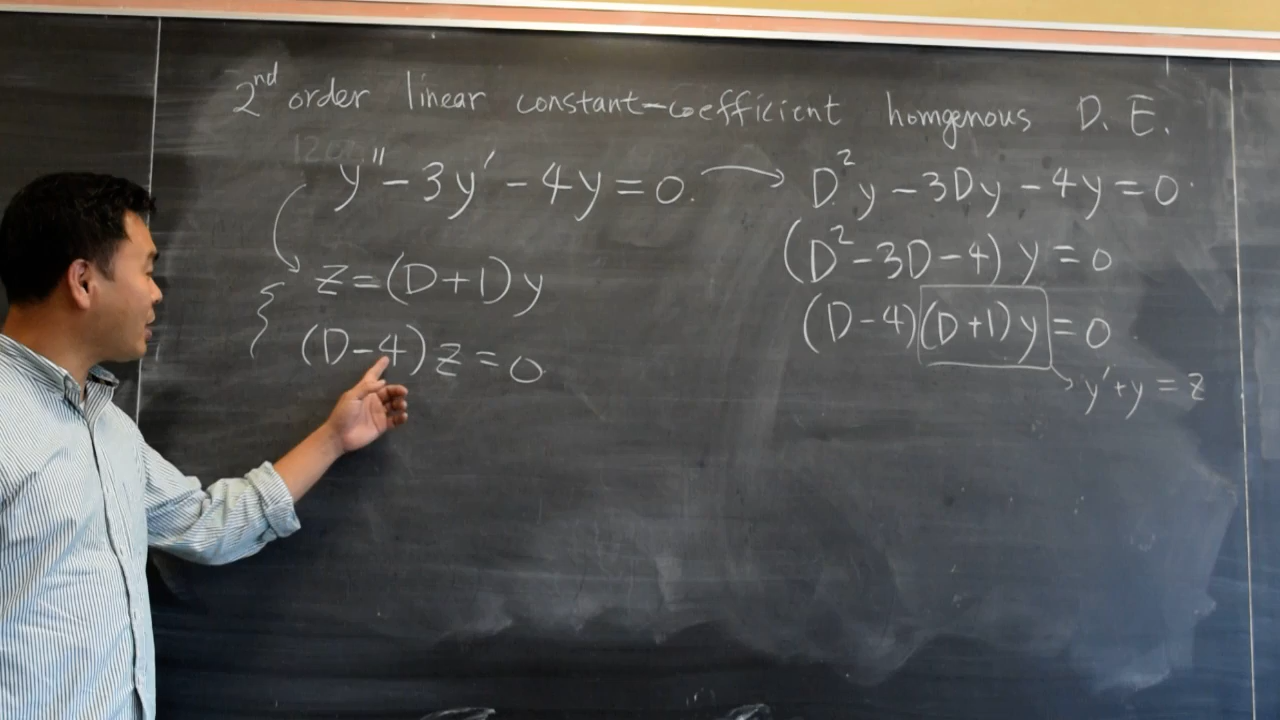 2nd order linear constant-coefficient homgenous D. E.
y'' - 3y' - 4y = 0.
D²y - 3Dy - 4y = 0.
(D² - 3D - 4) y = 0
z = (D+1) y
(D-4)(D+1)y = 0
(D-4) z = 0
y' + y = z